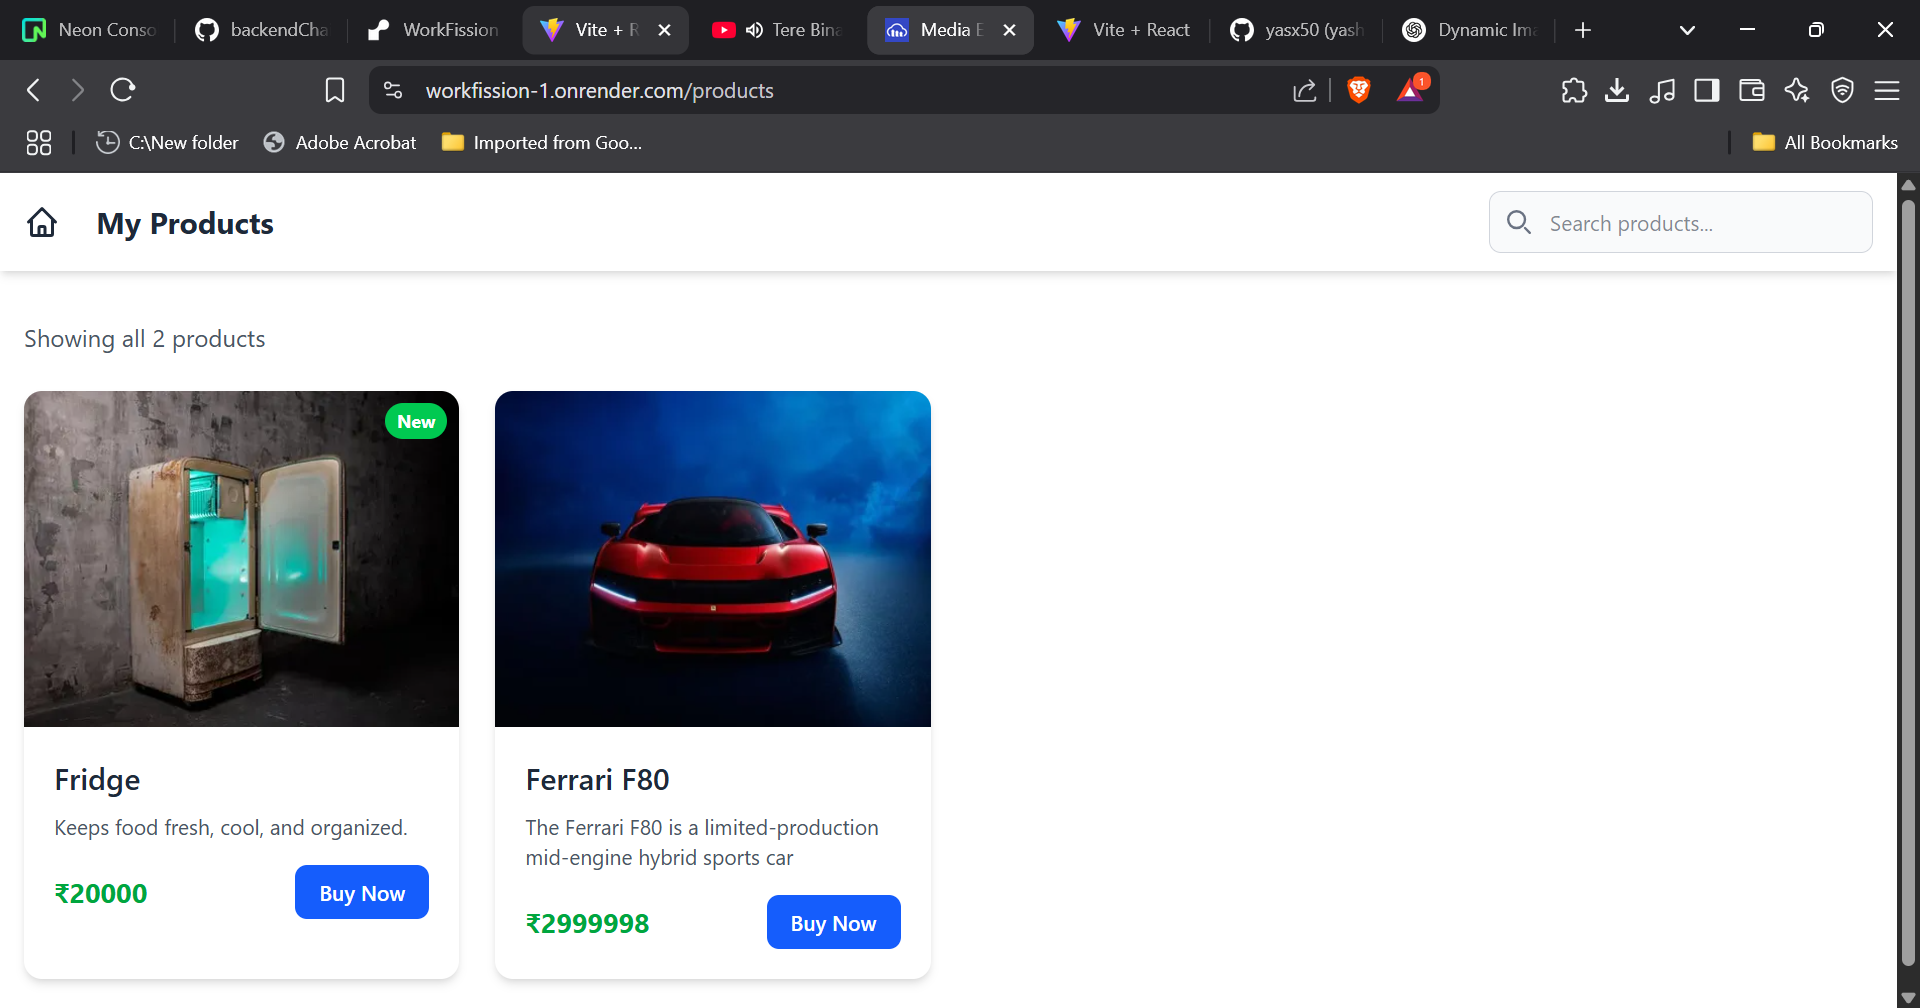 Neon Conso
backendCha
WorkFission
Vite + R
Tere Bina
Media E
Vite + React
yasx50 (yash
Dynamic Ima
workfission-1.onrender.com/products
1
C:\New folder
Adobe Acrobat
Imported from Goo...
All Bookmarks
My Products
Search products...
Showing all 2 products
New
Fridge
Keeps food fresh, cool, and organized.
₹20000
Buy Now
Ferrari F80
The Ferrari F80 is a limited-production
mid-engine hybrid sports car
₹2999998
Buy Now